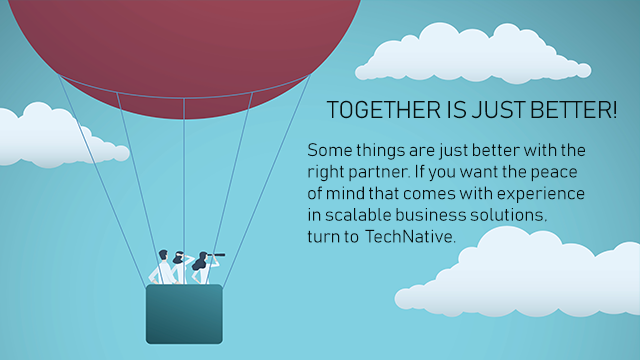 TOGETHER IS JUST BETTER!
Some things are just better with the
right partner. If you want the peace
of mind that comes with experience
in scalable business solutions,
turn to TechNative.